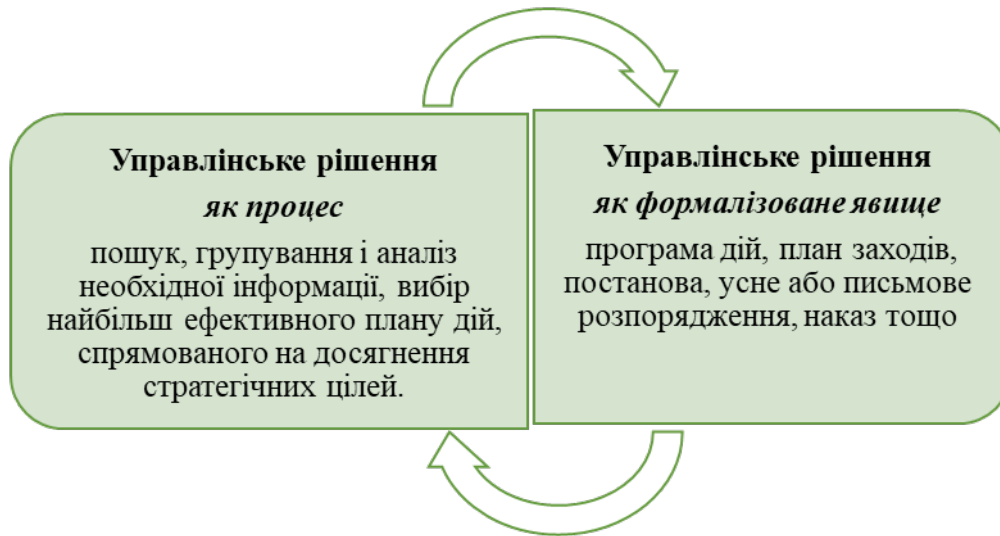 Управлінське рішення
як процес
пошук, групування і аналіз
необхідної інформації, вибір
найбільш ефективного плану дій,
спрямованого на досягнення
стратегічних цілей.
Управлінське рішення
як формалізоване явище
програма дій, план заходів,
постанова, усне або письмове
розпорядження, наказ тощо